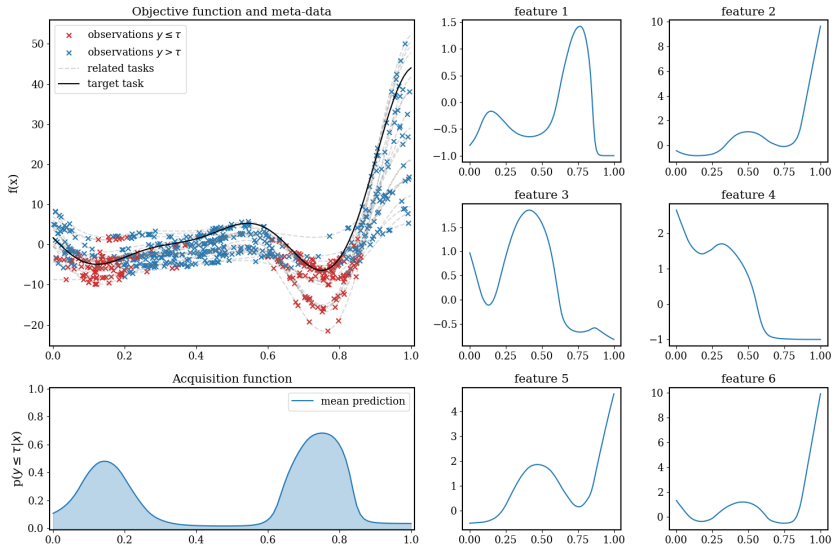 Objective function and meta-data
observations y ≤ τ
observations y > τ
related tasks
target task
f(x)
50
40
30
20
10
0
−10
−20
0.0 0.2 0.4 0.6 0.8 1.0
Acquisition function
mean prediction
p(y ≤ τ|x)
1.0
0.8
0.6
0.4
0.2
0.0
0.0 0.2 0.4 0.6 0.8 1.0
feature 1
1.5
1.0
0.5
0.0
−0.5
−1.0
0.00 0.25 0.50 0.75 1.00
feature 2
10
8
6
4
2
0
0.00 0.25 0.50 0.75 1.00
feature 3
1.5
1.0
0.5
0.0
−0.5
0.00 0.25 0.50 0.75 1.00
feature 4
2
1
0
−1
0.00 0.25 0.50 0.75 1.00
feature 5
4
3
2
1
0
0.00 0.25 0.50 0.75 1.00
feature 6
10
8
6
4
2
0
0.00 0.25 0.50 0.75 1.00